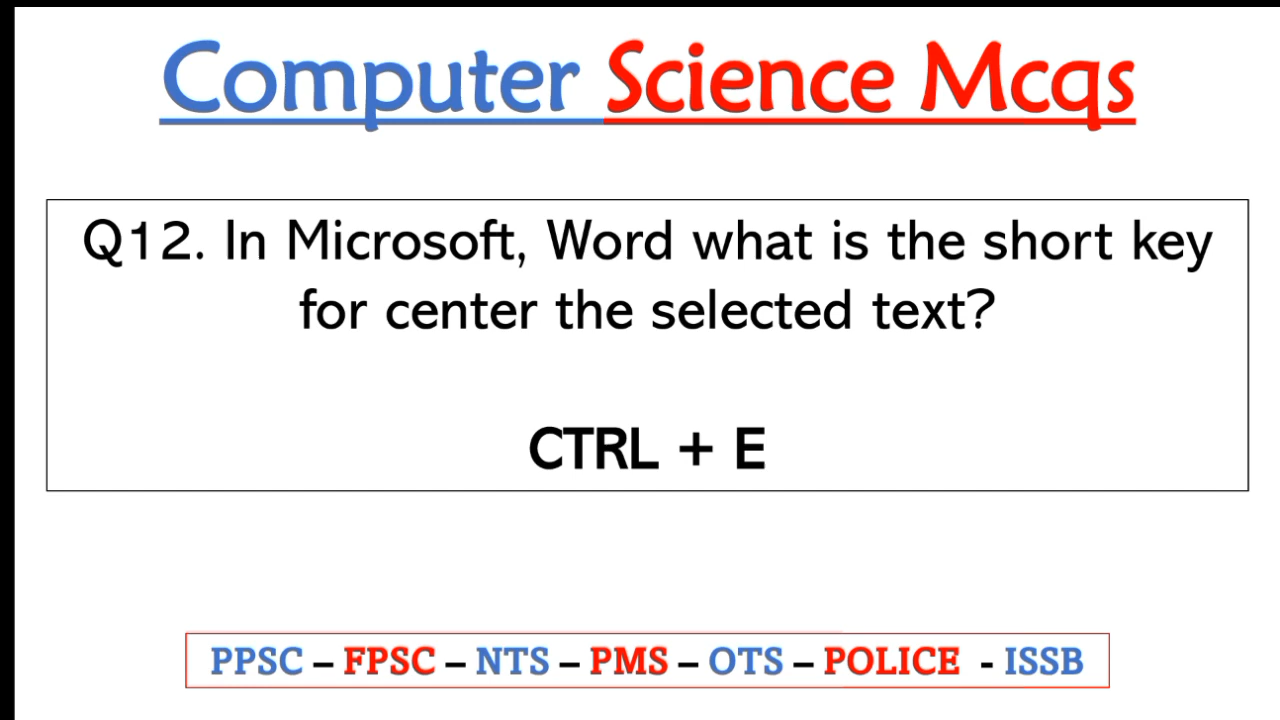 Computer Science Mcqs
Q12. In Microsoft, Word what is the short key
for center the selected text?
CTRL + E
PPSC – FPSC – NTS – PMS – OTS – POLICE - ISSB